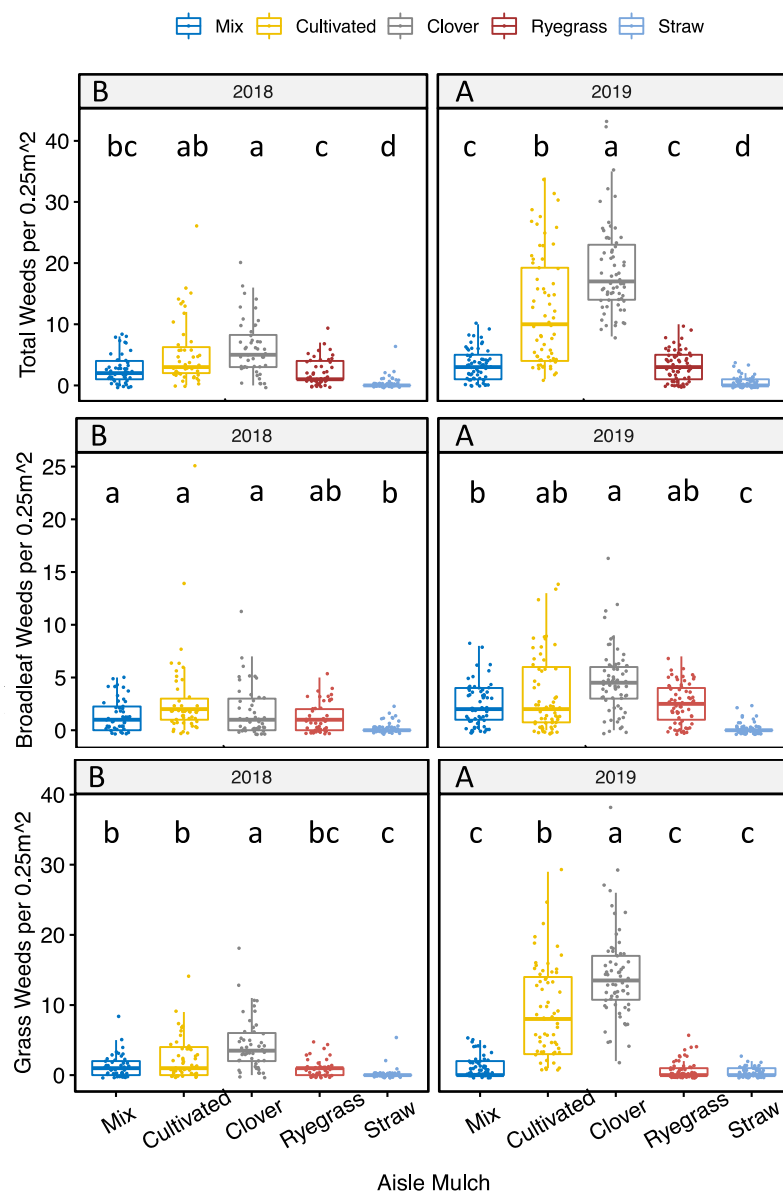 Mix Cultivated Clover Ryegrass Straw
B 2018 A 2019
Total Weeds per 0.25m^2
40
30
20
10
0
bc ab a c d
c b a c d
B 2018 A 2019
Broadleaf Weeds per 0.25m^2
25
20
15
10
5
0
a a a ab b
b ab a ab c
B 2018 A 2019
Grass Weeds per 0.25m^2
40
30
20
10
0
b b a bc c
c b a c c
Mix Cultivated Clover Ryegrass Straw
Mix Cultivated Clover Ryegrass Straw
Aisle Mulch